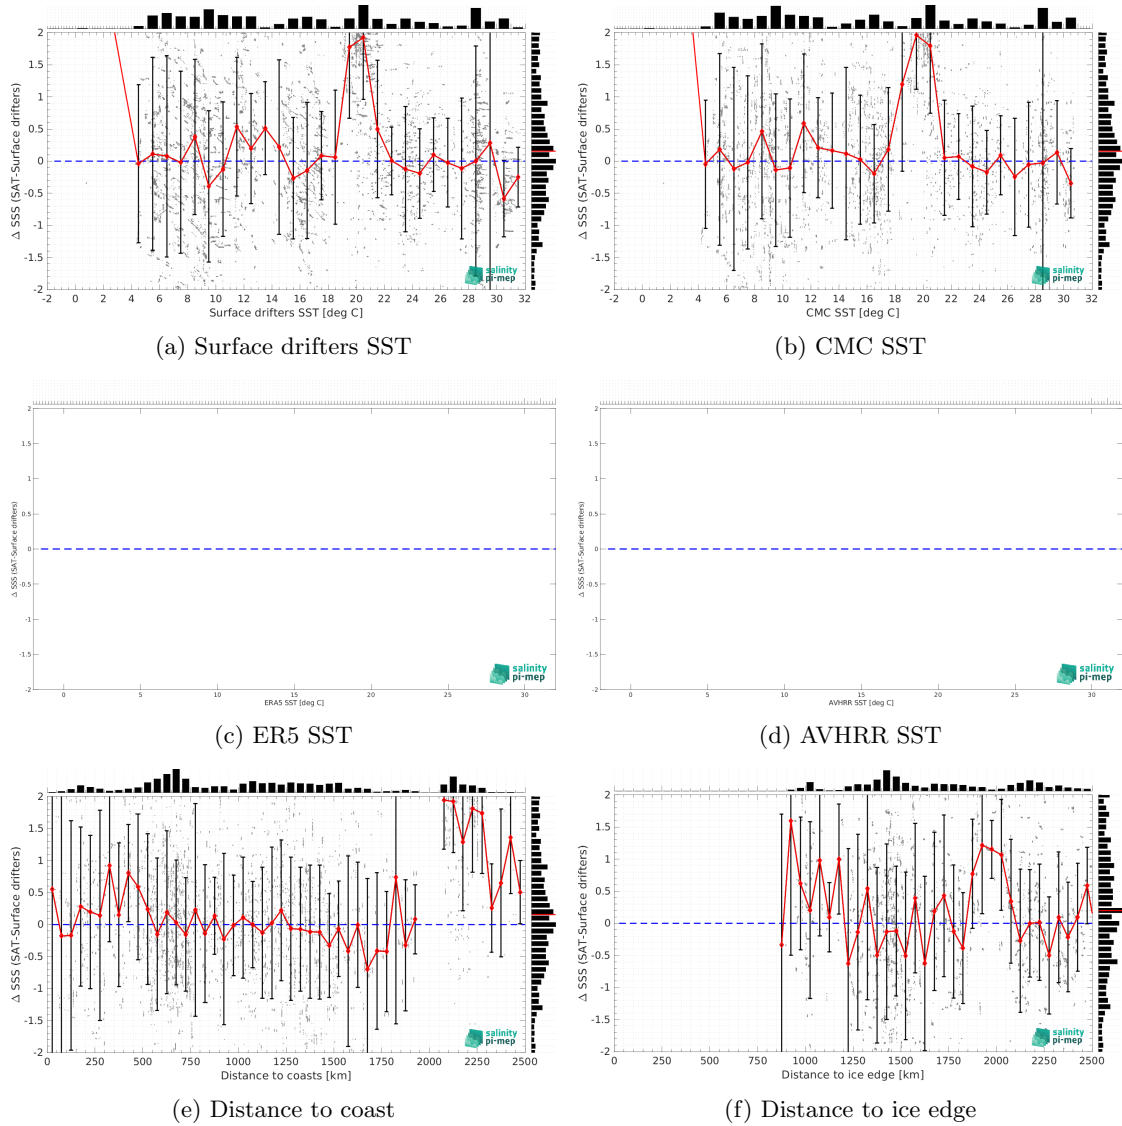 2
1.5
1
0.5
0
-0.5
-1
-1.5
-2
Δ SSS (SAT-Surface drifters)
salinity
pi-mep
-2 0 2 4 6 8 10 12 14 16 18 20 22 24 26 28 30 32
Surface drifters SST [deg C]
(a) Surface drifters SST
2
1.5
1
0.5
0
-0.5
-1
-1.5
-2
Δ SSS (SAT-Surface drifters)
salinity
pi-mep
-2 0 2 4 6 8 10 12 14 16 18 20 22 24 26 28 30 32
CMC SST [deg C]
(b) CMC SST
2
1.5
1
0.5
0
-0.5
-1
-1.5
-2
Δ SSS (SAT-Surface drifters)
salinity
pi-mep
0 5 10 15 20 25 30
ERA5 SST [deg C]
(c) ER5 SST
2
1.5
1
0.5
0
-0.5
-1
-1.5
-2
Δ SSS (SAT-Surface drifters)
salinity
pi-mep
0 5 10 15 20 25 30
AVHRR SST [deg C]
(d) AVHRR SST
2
1.5
1
0.5
0
-0.5
-1
-1.5
-2
Δ SSS (SAT-Surface drifters)
salinity
pi-mep
0 250 500 750 1000 1250 1500 1750 2000 2250 2500
Distance to coasts [km]
(e) Distance to coast
2
1.5
1
0.5
0
-0.5
-1
-1.5
-2
Δ SSS (SAT-Surface drifters)
salinity
pi-mep
0 250 500 750 1000 1250 1500 1750 2000 2250 2500
Distance to ice edge [km]
(f) Distance to ice edge